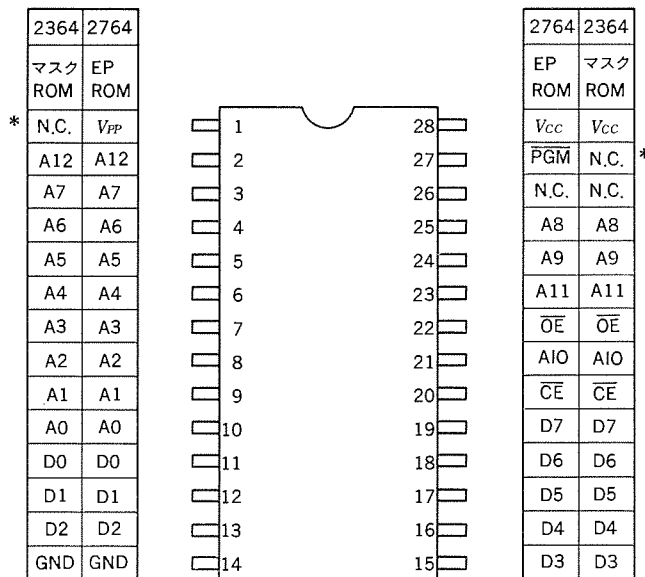 2364 2764
マスク EP
ROM ROM
* N.C. VPP
A12 A12
A7 A7
A6 A6
A5 A5
A4 A4
A3 A3
A2 A2
A1 A1
A0 A0
D0 D0
D1 D1
D2 D2
GND GND
1 28
2 27
3 26
4 25
5 24
6 23
7 22
8 21
9 20
10 19
11 18
12 17
13 16
14 15
2764 2364
EP マスク
ROM ROM
VCC VCC
PGM N.C. *
N.C. N.C.
A8 A8
A9 A9
A11 A11
OE OE
A10 A10
CE CE
D7 D7
D6 D6
D5 D5
D4 D4
D3 D3